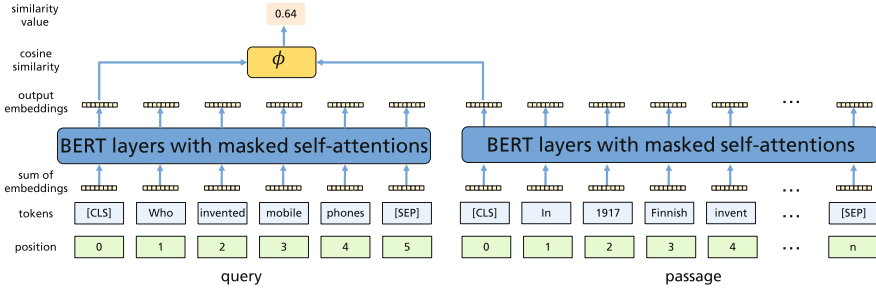 similarity
value
0.64
cosine
similarity
ϕ
output
embeddings
...
BERT layers with masked self-attentions
BERT layers with masked self-attentions
sum of
embeddings
...
tokens
[CLS] Who invented mobile phones [SEP]
[CLS] In 1917 Finnish invent ... [SEP]
position
0 1 2 3 4 5
0 1 2 3 4 ... n
query
passage